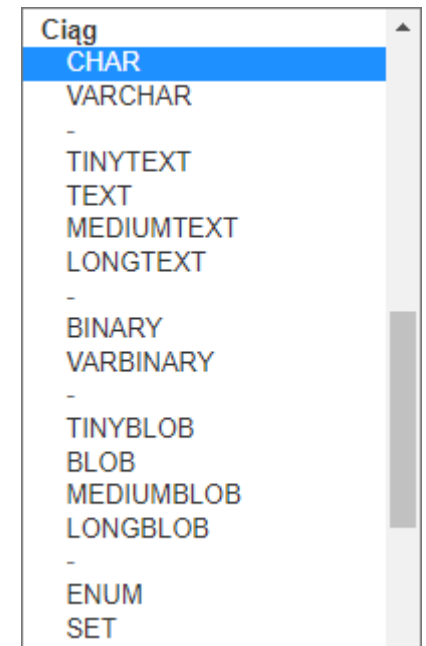 Ciąg
CHAR
VARCHAR
-
TINYTEXT
TEXT
MEDIUMTEXT
LONGTEXT
-
BINARY
VARBINARY
-
TINYBLOB
BLOB
MEDIUMBLOB
LONGBLOB
-
ENUM
SET